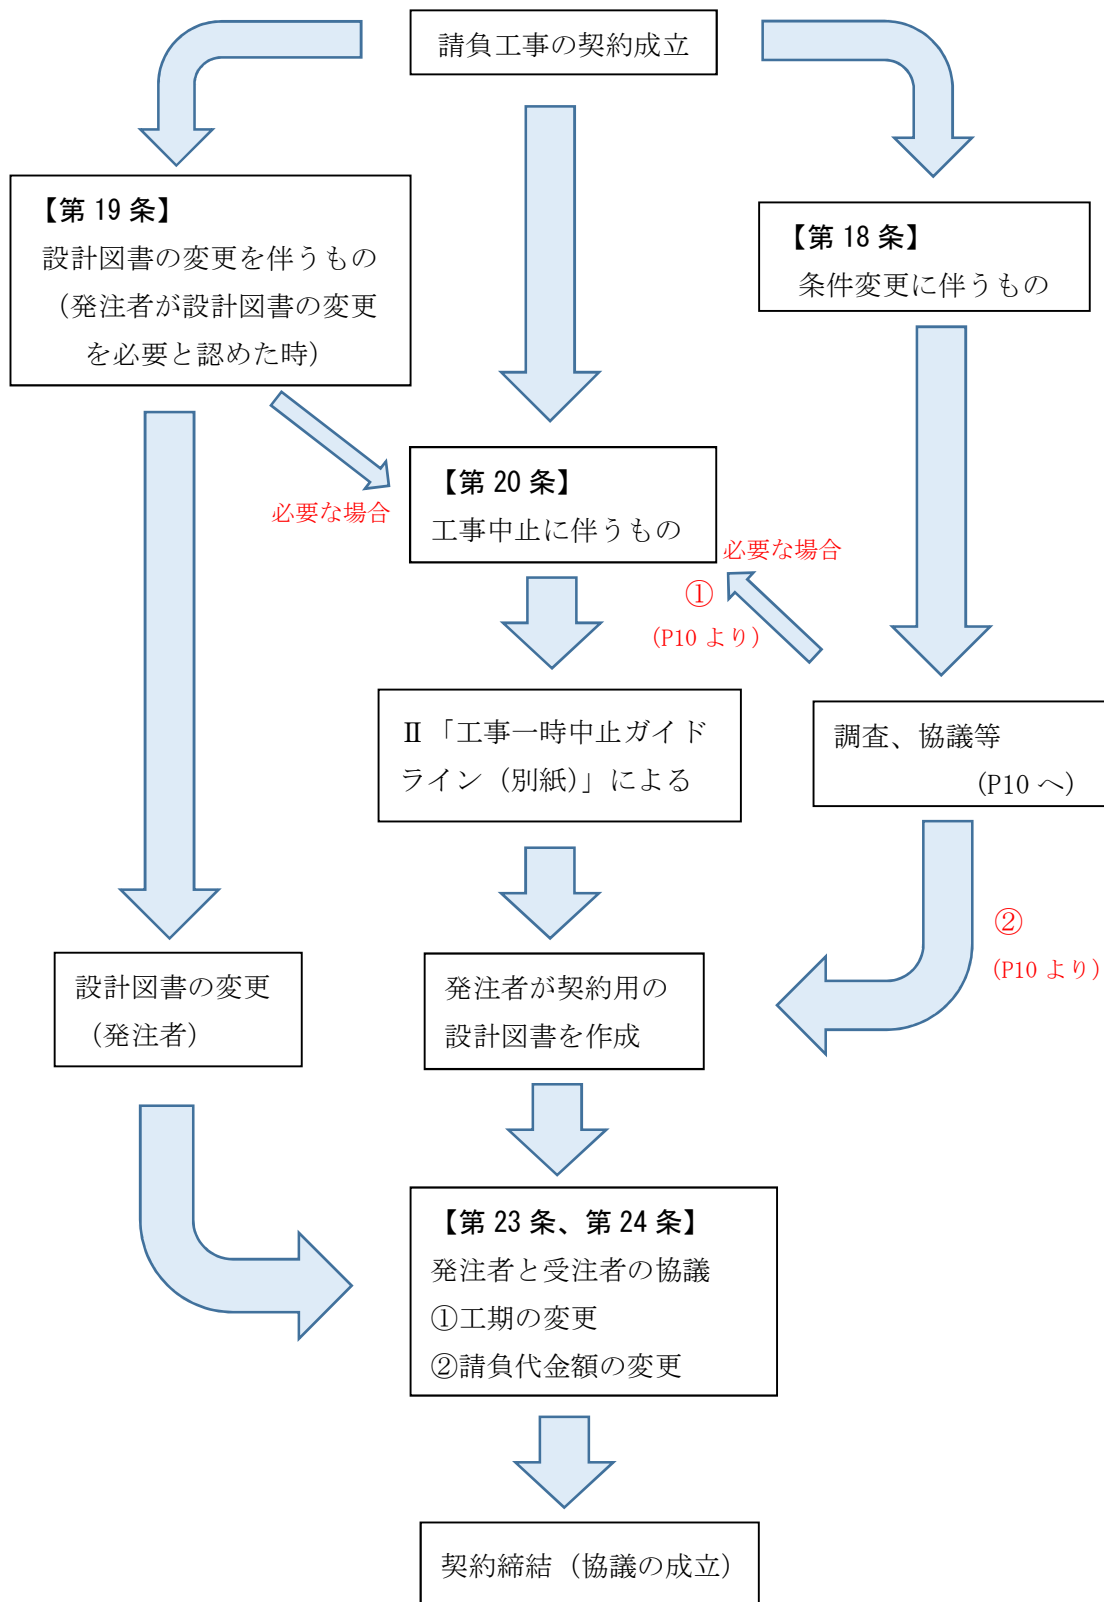 請負工事の契約成立
【第 19 条】
設計図書の変更を伴うもの
（発注者が設計図書の変更
を必要と認めた時）
【第 18 条】
条件変更に伴うもの
必要な場合
【第 20 条】
工事中止に伴うもの
必要な場合
①
（P10 より）
Ⅱ「工事一時中止ガイド
ライン（別紙）」による
調査、協議等
（P10 へ）
②
（P10 より）
設計図書の変更
（発注者）
発注者が契約用の
設計図書を作成
【第 23 条、第 24 条】
発注者と受注者の協議
①工期の変更
②請負代金額の変更
契約締結（協議の成立）